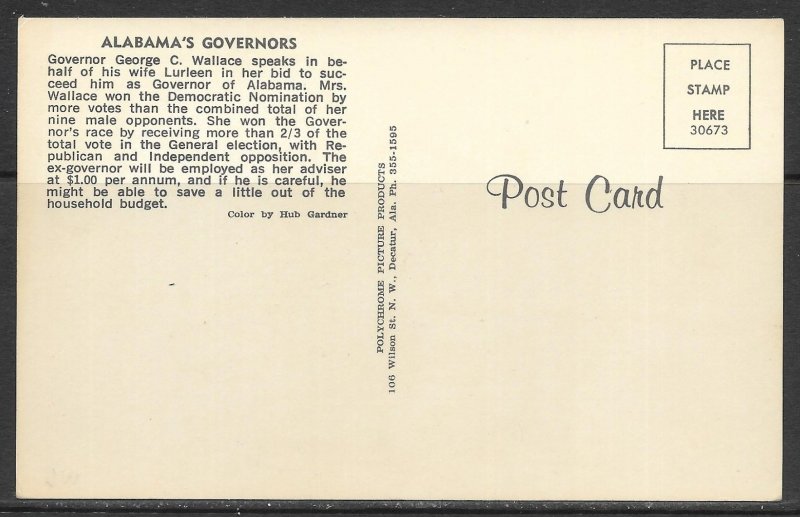 ALABAMA'S GOVERNORS
Governor George C. Wallace speaks in be-
half of his wife Lurleen in her bid to suc-
ceed him as Governor of Alabama. Mrs.
Wallace won the Democratic Nomination by
more votes than the combined total of her
nine male opponents. She won the Gover-
nor's race by receiving more than 2/3 of the
total vote in the General election, with Re-
publican and Independent opposition. The
ex-governor will be employed as her adviser
at $1.00 per annum, and if he is careful, he
might be able to save a little out of the
household budget.
Color by Hub Gardner
POLYCHROME PICTURE PRODUCTS
106 Wilson St. N. W., Decatur, Ala. Ph. 355-1595
Post Card
PLACE
STAMP
HERE
30673